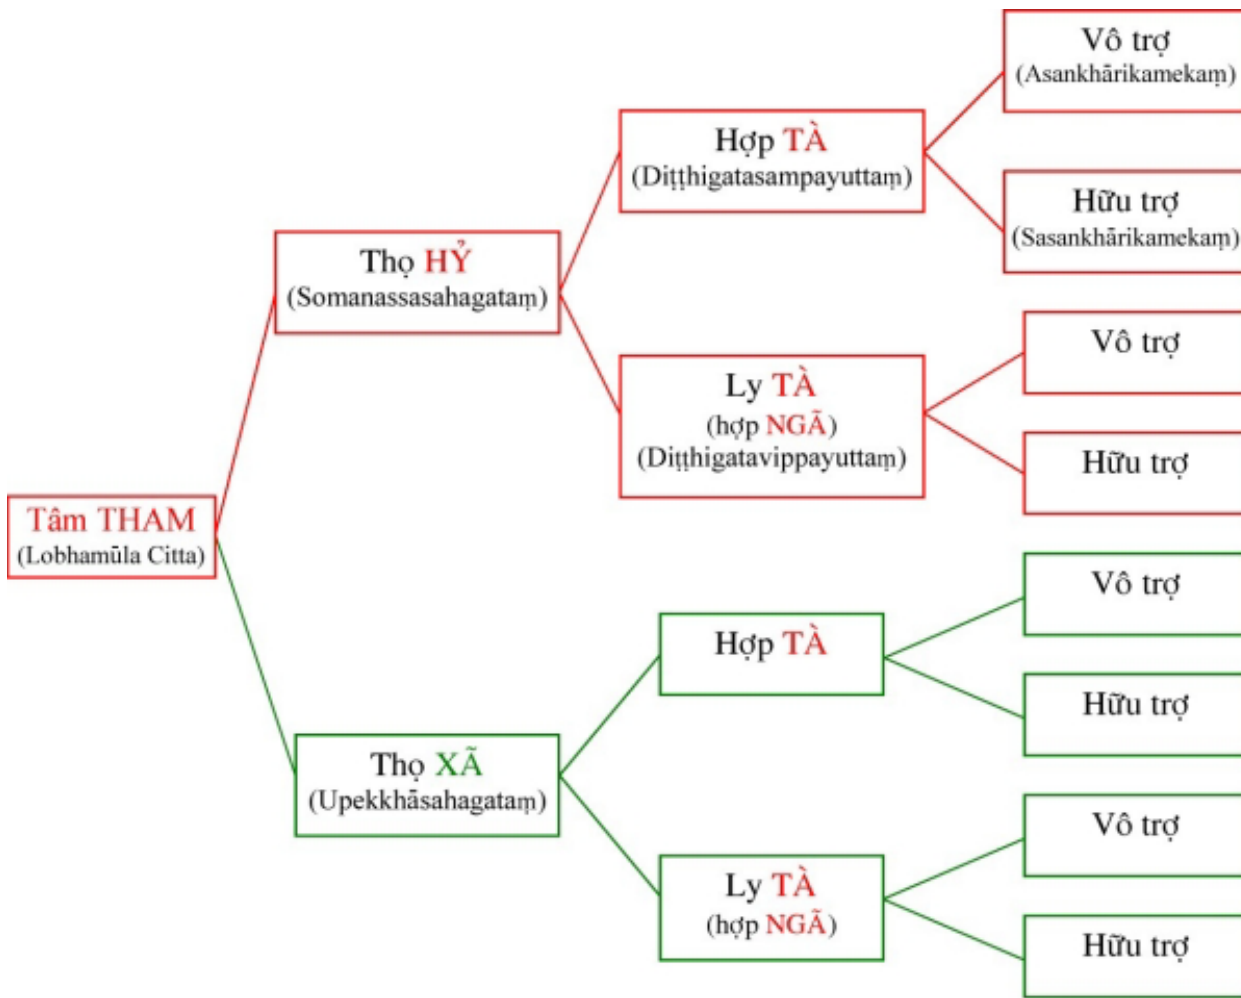 Vô trợ
(Asankhārikamekaṃ)
Hợp TÀ
(Diṭṭhigatasampayuttaṃ)
Hữu trợ
(Sasankhārikamekaṃ)
Thọ HỶ
(Somanassasahagataṃ)
Vô trợ
Ly TÀ
(hợp NGÃ)
(Diṭṭhigatavippayuttaṃ)
Hữu trợ
Tâm THAM
(Lobhamūla Citta)
Vô trợ
Hợp TÀ
Hữu trợ
Thọ XÃ
(Upekkhāsahagataṃ)
Vô trợ
Ly TÀ
(hợp NGÃ)
Hữu trợ